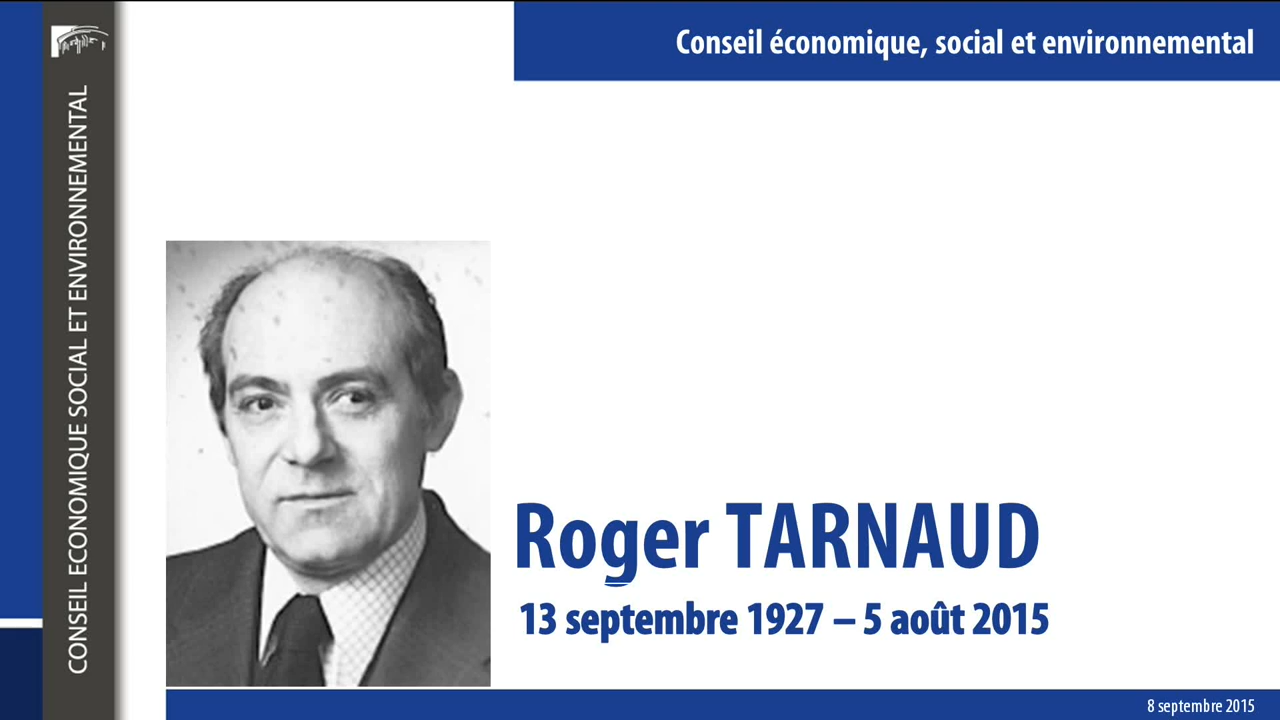 Conseil économique, social et environnemental
CONSEIL ECONOMIQUE SOCIAL ET ENVIRONNEMENTAL
Roger TARNAUD
13 septembre 1927 – 5 août 2015
8 septembre 2015